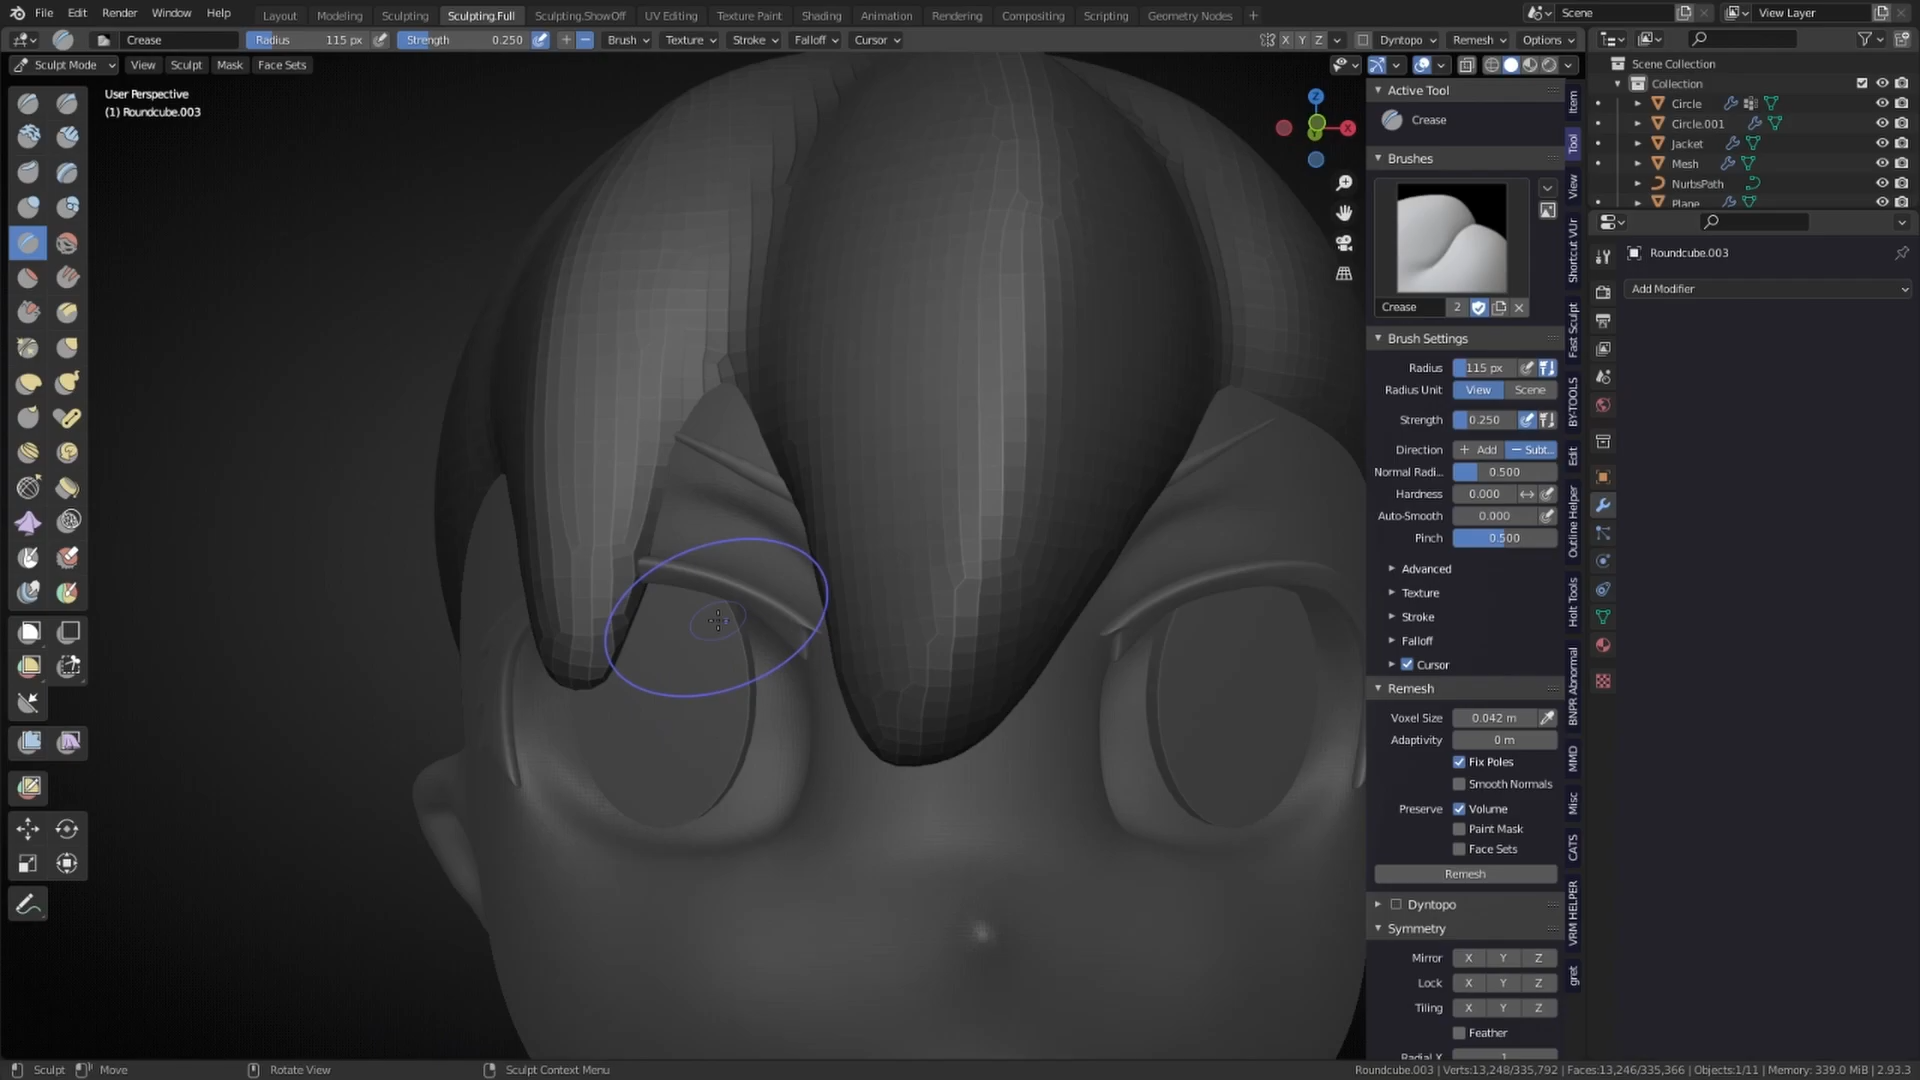 File Edit Render Window Help
Layout Modeling Sculpting Sculpting.Full Sculpting.ShowOff UV Editing Texture Paint Shading Animation Rendering Compositing Scripting Geometry Nodes +
Scene View Layer
Crease Radius 115 px Strength 0.250 Brush Texture Stroke Falloff Cursor
X Y Z Dyntopo Remesh Options
Sculpt Mode View Sculpt Mask Face Sets
User Perspective
(1) Roundcube.003
Z
X
Y
Active Tool
Crease
Brushes
Crease 2
Brush Settings
Radius 115 px
Radius Unit View Scene
Strength 0.250
Direction + Add − Subt...
Normal Radi... 0.500
Hardness 0.000
Auto-Smooth 0.000
Pinch 0.500
Advanced
Texture
Stroke
Falloff
Cursor
Remesh
Voxel Size 0.042 m
Adaptivity 0 m
Fix Poles
Smooth Normals
Preserve Volume
Paint Mask
Face Sets
Remesh
Dyntopo
Symmetry
Mirror X Y Z
Lock X Y Z
Tiling X Y Z
Feather
Radial X 1
Item
Tool
View
Shortcut VUr
Fast Sculpt
BY-TOOLS
Edit
Outline Helper
Holt Tools
BNPR Abnormal
MMD
Misc
CATS
VRM HELPER
gret
Scene Collection
Collection
Circle
Circle.001
Jacket
Mesh
NurbsPath
Plane
Roundcube.003
Add Modifier
Sculpt Move Rotate View Sculpt Context Menu
Roundcube.003 | Verts:13,248/335,792 | Faces:13,246/335,366 | Objects:1/11 | Memory: 339.0 MiB | 2.93.3